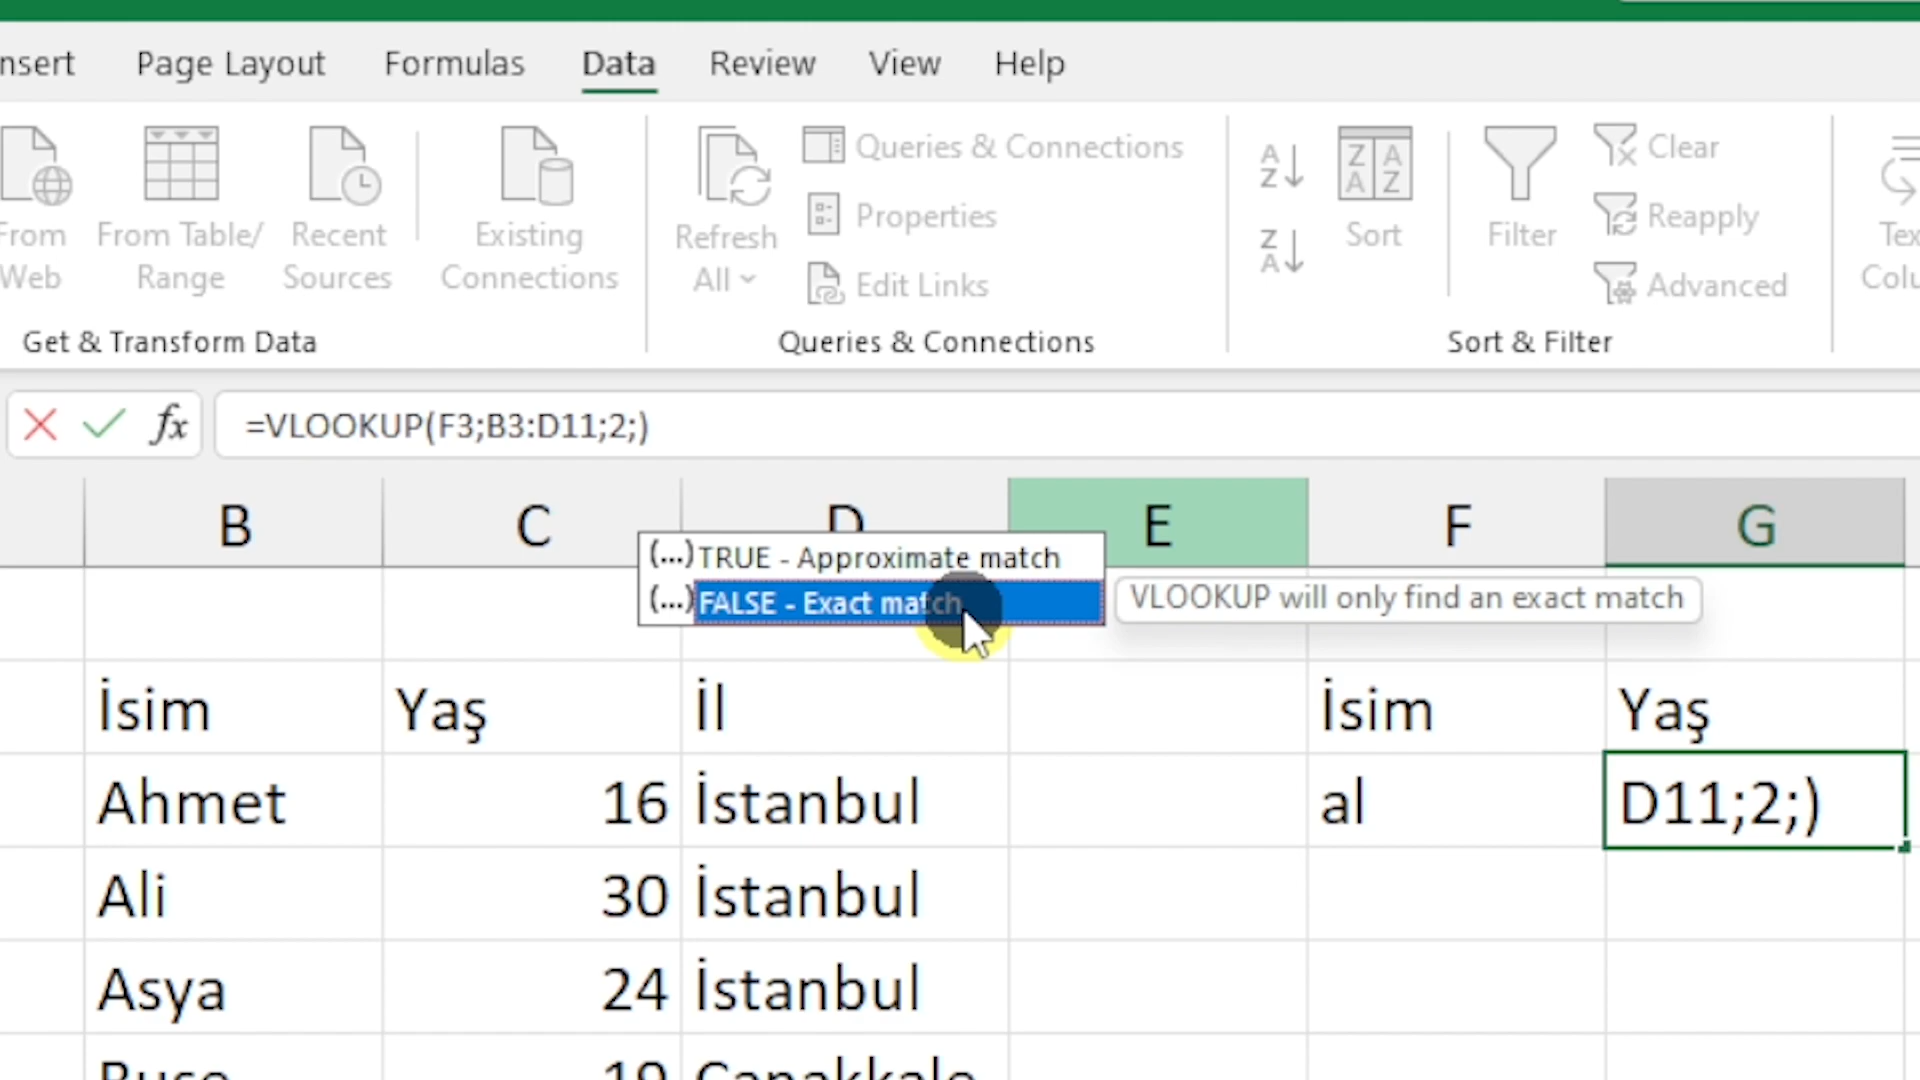 nsert Page Layout Formulas Data Review View Help
From Web
From Table/ Range
Recent Sources
Existing Connections
Get & Transform Data
Refresh All
Queries & Connections
Properties
Edit Links
Queries & Connections
A Z
Z A
Z A A Z
Sort
Filter
Clear
Reapply
Advanced
Sort & Filter
Tex
Colu
fx =VLOOKUP(F3;B3:D11;2;)
B C D E F G
(...) TRUE - Approximate match
(...) FALSE - Exact match
VLOOKUP will only find an exact match
İsim Yaş İl İsim Yaş
Ahmet 16 İstanbul al D11;2;)
Ali 30 İstanbul
Asya 24 İstanbul